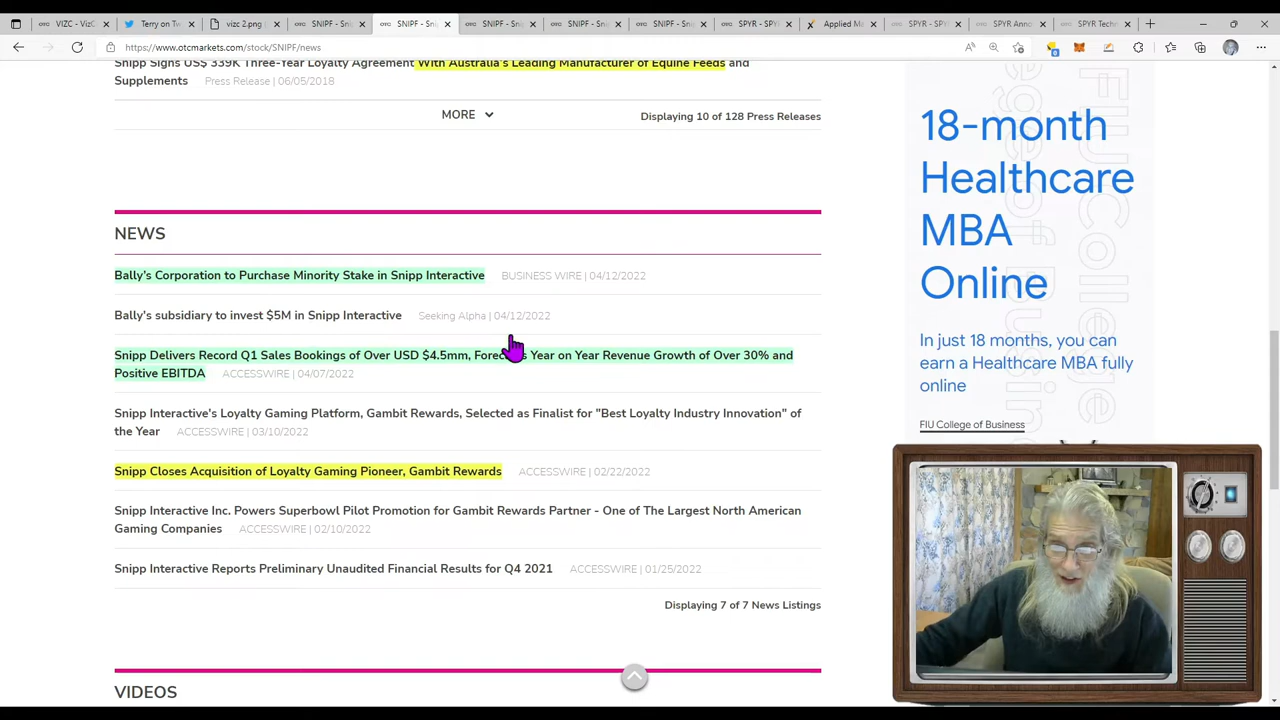 VIZC - VizC
Terry on Tw
vizc 2.png
SNIPF - Sni
SNIPF - Sni
SNIPF - Sni
SNIPF - Sni
SNIPF - Sni
SPYR - SPY
Applied Ma
SPYR - SPY
SPYR Anno
SPYR Techn
https://www.otcmarkets.com/stock/SNIPF/news
Snipp Signs US$ 339K Three-Year Loyalty Agreement With Australia's Leading Manufacturer of Equine Feeds and
Supplements Press Release | 06/05/2018
MORE
Displaying 10 of 128 Press Releases
NEWS
Bally's Corporation to Purchase Minority Stake in Snipp Interactive BUSINESS WIRE | 04/12/2022
Bally's subsidiary to invest $5M in Snipp Interactive Seeking Alpha | 04/12/2022
Snipp Delivers Record Q1 Sales Bookings of Over USD $4.5mm, Year on Year Revenue Growth of Over 30% and
Positive EBITDA ACCESSWIRE | 04/07/2022
Snipp Interactive's Loyalty Gaming Platform, Gambit Rewards, Selected as Finalist for "Best Loyalty Industry Innovation" of
the Year ACCESSWIRE | 03/10/2022
Snipp Closes Acquisition of Loyalty Gaming Pioneer, Gambit Rewards ACCESSWIRE | 02/22/2022
Snipp Interactive Inc. Powers Superbowl Pilot Promotion for Gambit Rewards Partner - One of The Largest North American
Gaming Companies ACCESSWIRE | 02/10/2022
Snipp Interactive Reports Preliminary Unaudited Financial Results for Q4 2021 ACCESSWIRE | 01/25/2022
Displaying 7 of 7 News Listings
VIDEOS
18-month
Healthcare
MBA
Online
In just 18 months, you can
earn a Healthcare MBA fully
online
FIU College of Business